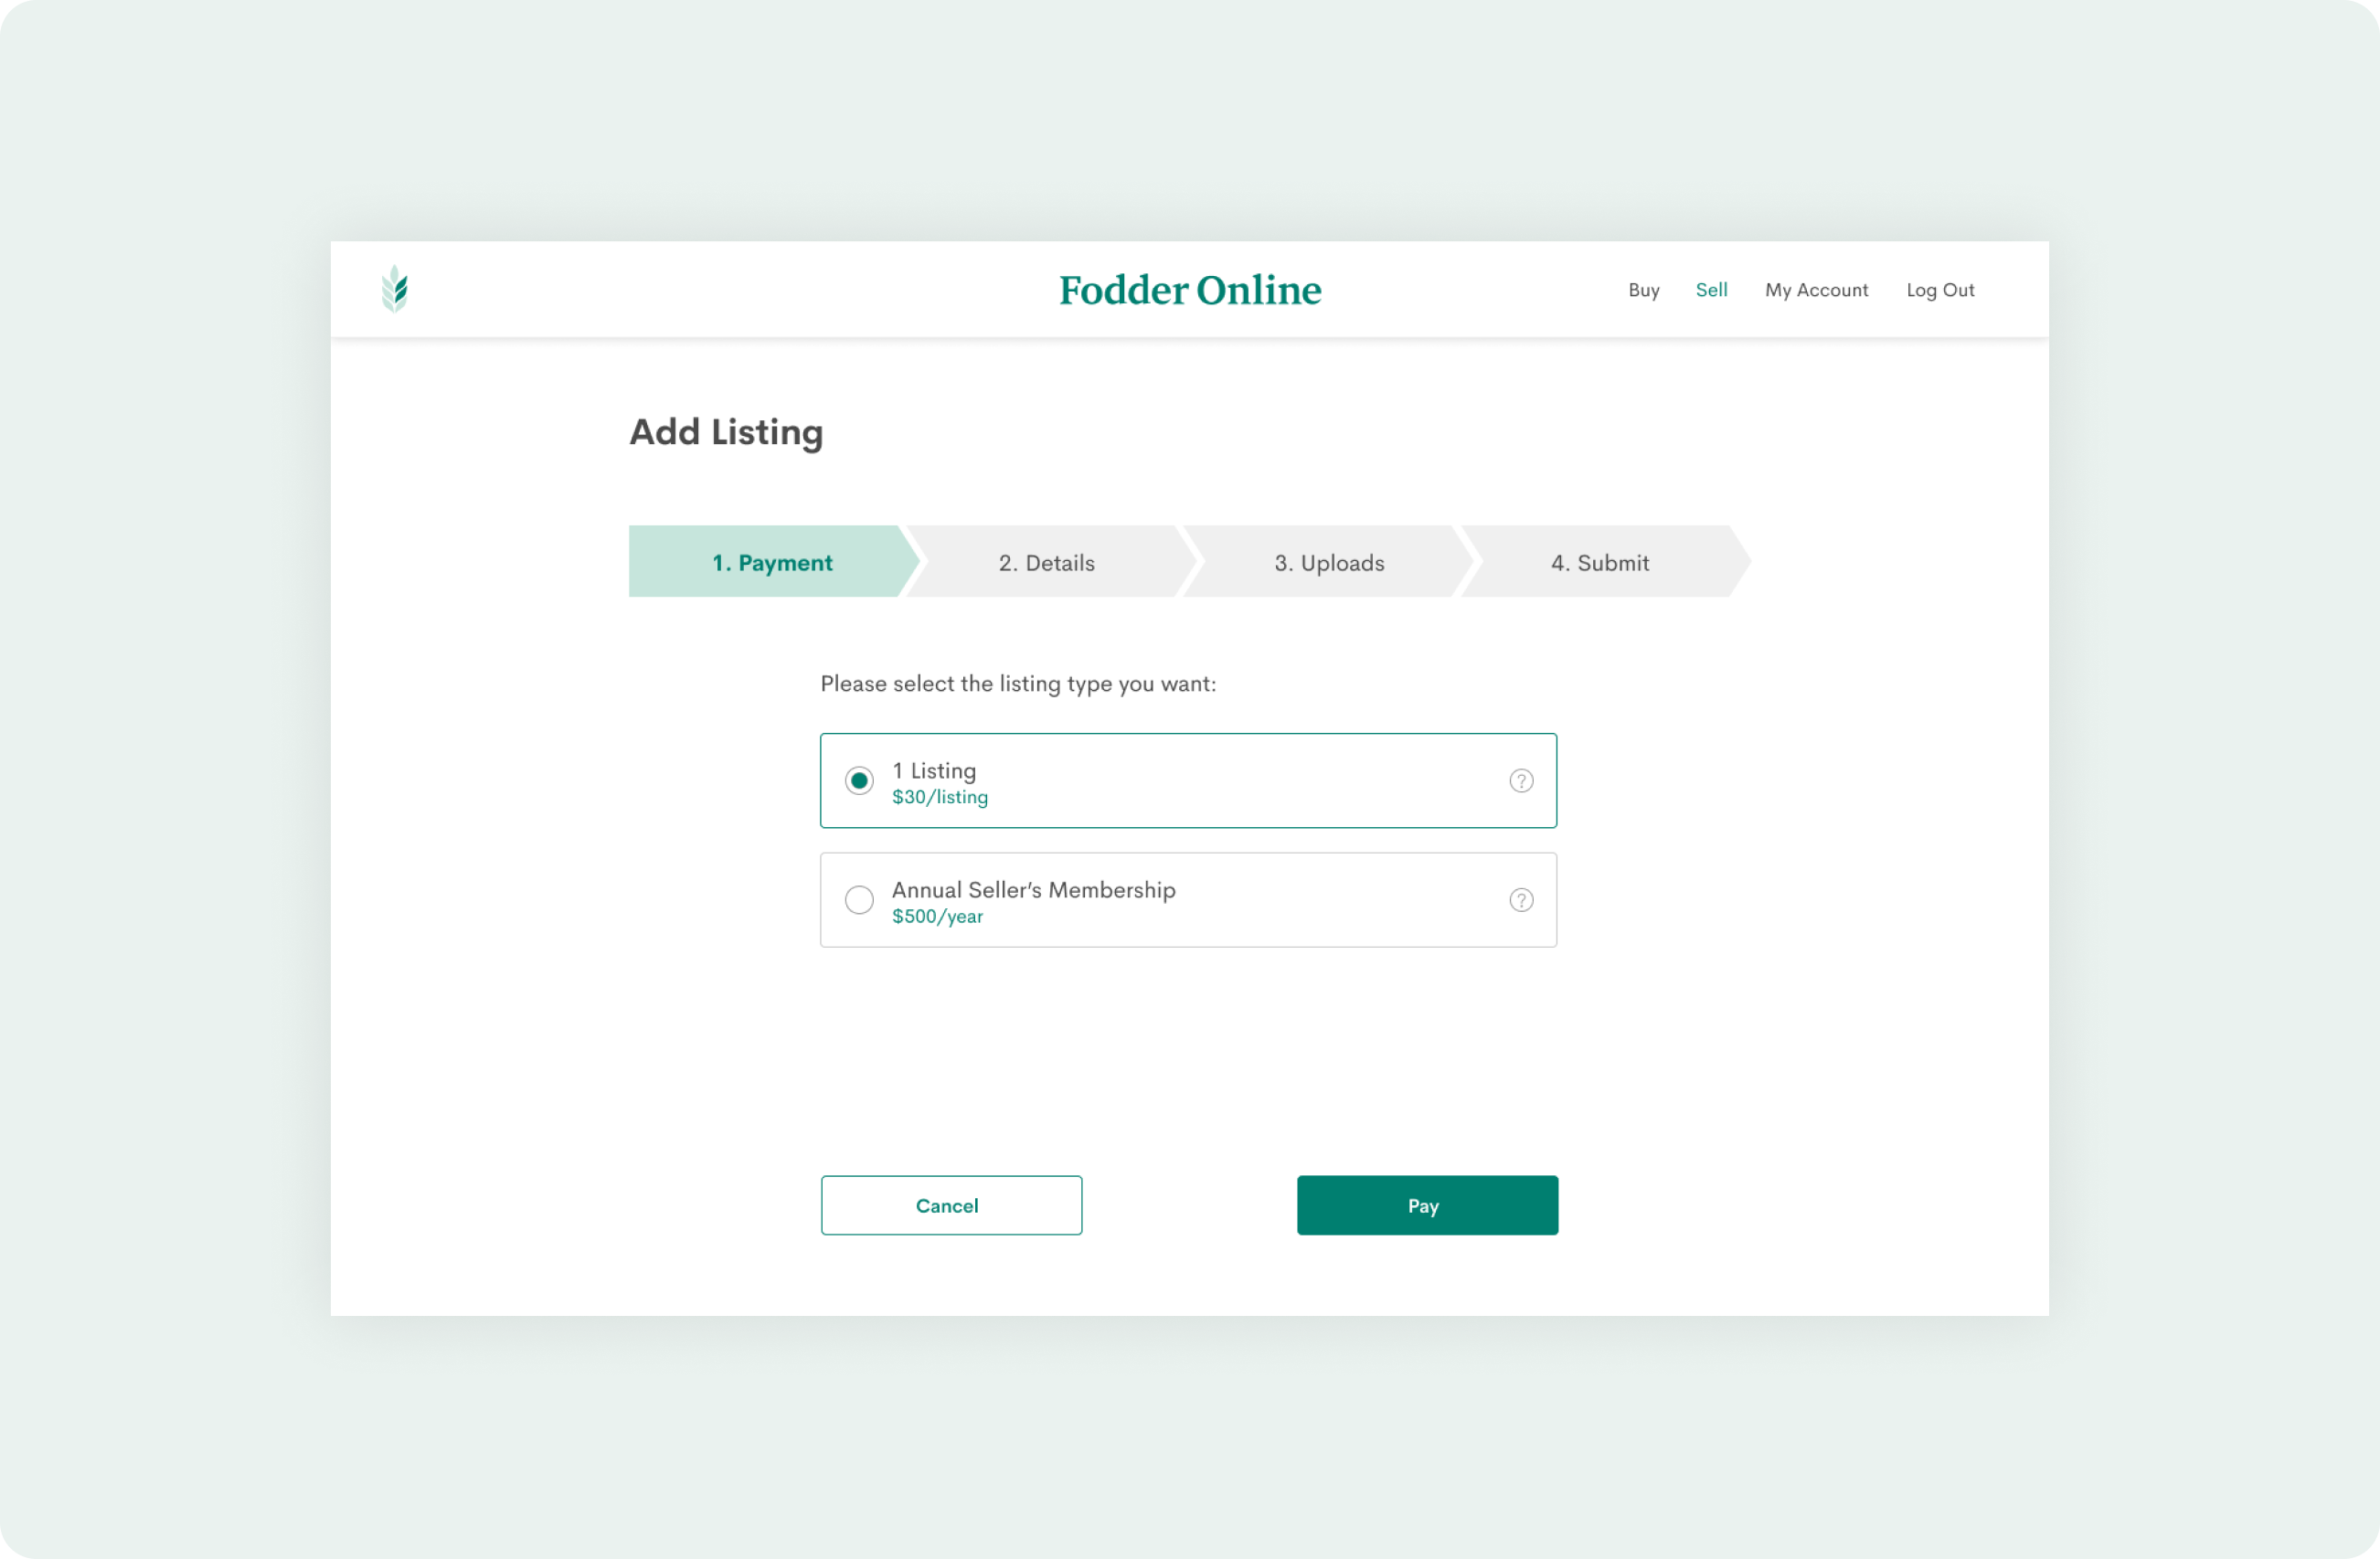 Fodder Online
Buy Sell My Account Log Out
Add Listing
1. Payment
2. Details
3. Uploads
4. Submit
Please select the listing type you want:
1 Listing
$30/listing
?
Annual Seller’s Membership
$500/year
?
Cancel
Pay